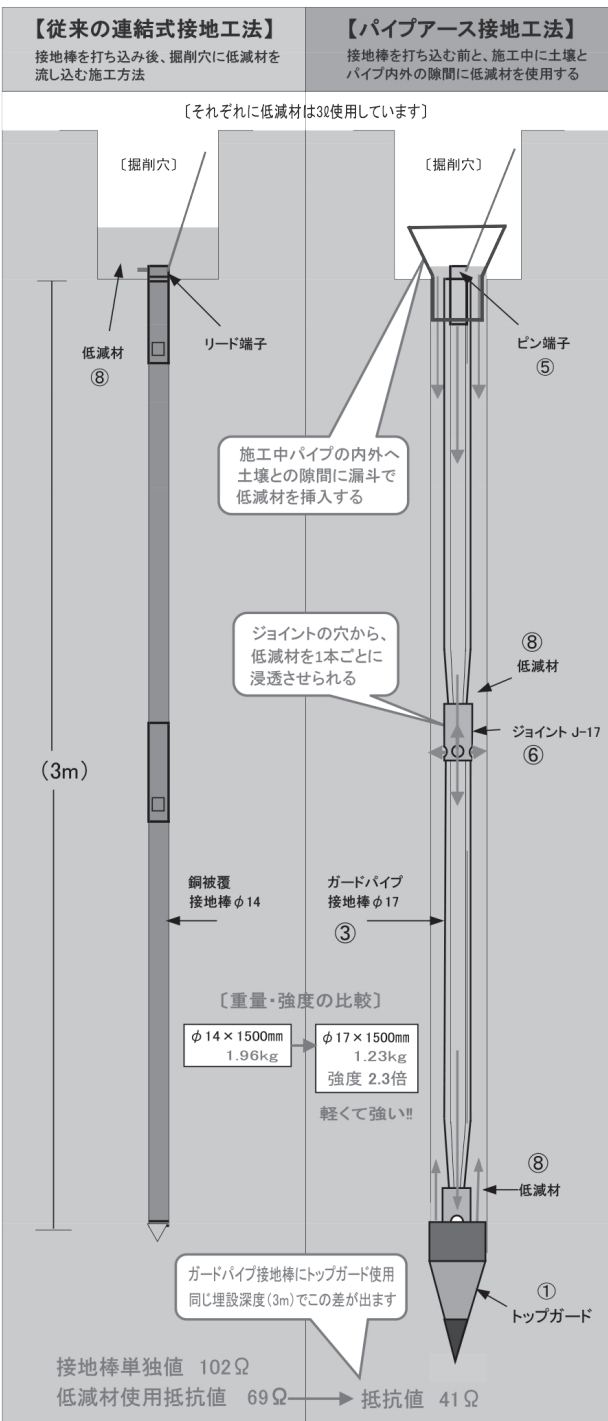 【従来の連結式接地工法】
接地棒を打ち込み後、掘削穴に低減材を
流し込む施工方法
【パイプアース接地工法】
接地棒を打ち込む前と、施工中に土壌と
パイプ内外の隙間に低減材を使用する
〔それぞれに低減材は3ℓ使用しています〕
〔掘削穴〕
〔掘削穴〕
低減材
⑧
リード端子
ピン端子
⑤
施工中パイプの内外へ
土壌との隙間に漏斗で
低減材を挿入する
ジョイントの穴から、
低減材を1本ごとに
浸透させられる
⑧
低減材
ジョイント J-17
⑥
(3m)
銅被覆
接地棒φ14
ガードパイプ
接地棒φ17
③
〔重量・強度の比較〕
φ14×1500㎜
1.96kg
φ17×1500㎜
1.23kg
強度 2.3倍
軽くて強い!!
⑧
低減材
ガードパイプ接地棒にトップガード使用
同じ埋設深度(3m)でこの差が出ます
①
トップガード
接地棒単独値 102Ω
低減材使用抵抗値 69Ω
抵抗値 41Ω